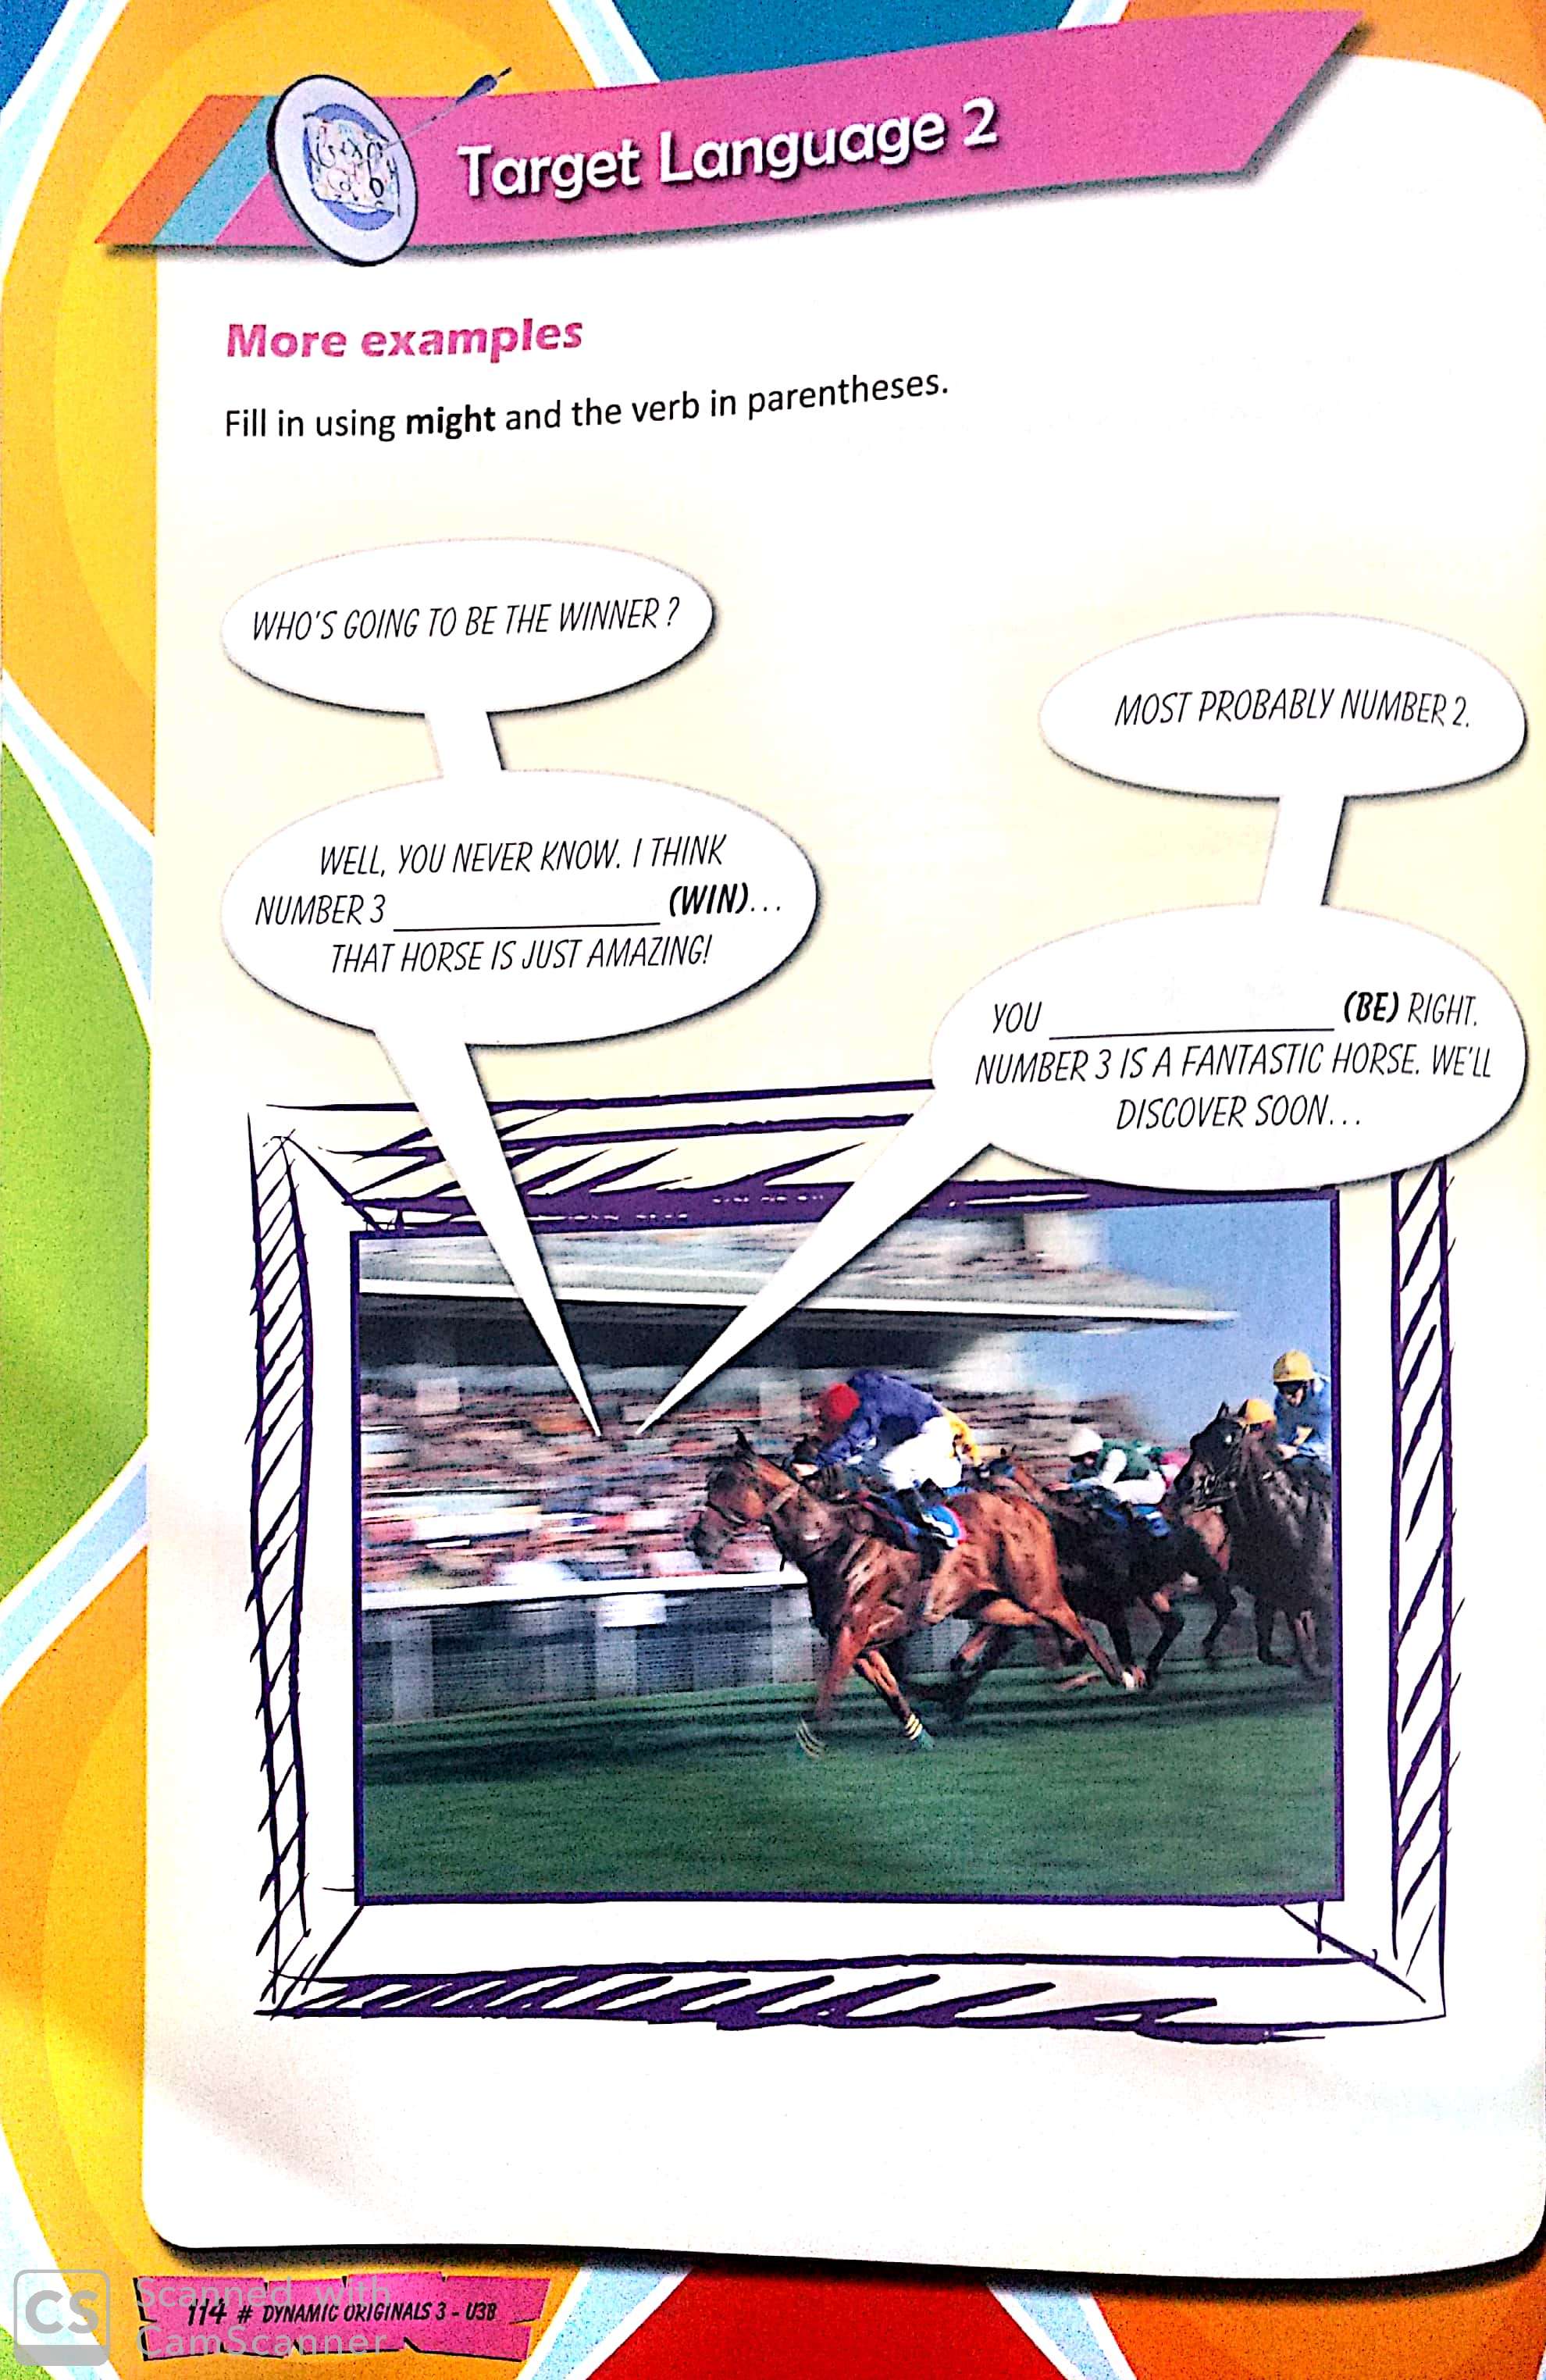 Target Language 2
More examples
Fill in using might and the verb in parentheses.
WHO'S GOING TO BE THE WINNER ?
MOST PROBABLY NUMBER 2.
WELL, YOU NEVER KNOW. I THINK
NUMBER 3 ____________ (WIN)...
THAT HORSE IS JUST AMAZING!
YOU ____________ (BE) RIGHT.
NUMBER 3 IS A FANTASTIC HORSE. WE'LL
DISCOVER SOON...
114 # DYNAMIC ORIGINALS 3 - U3B
CS
Scanned with
CamScanner